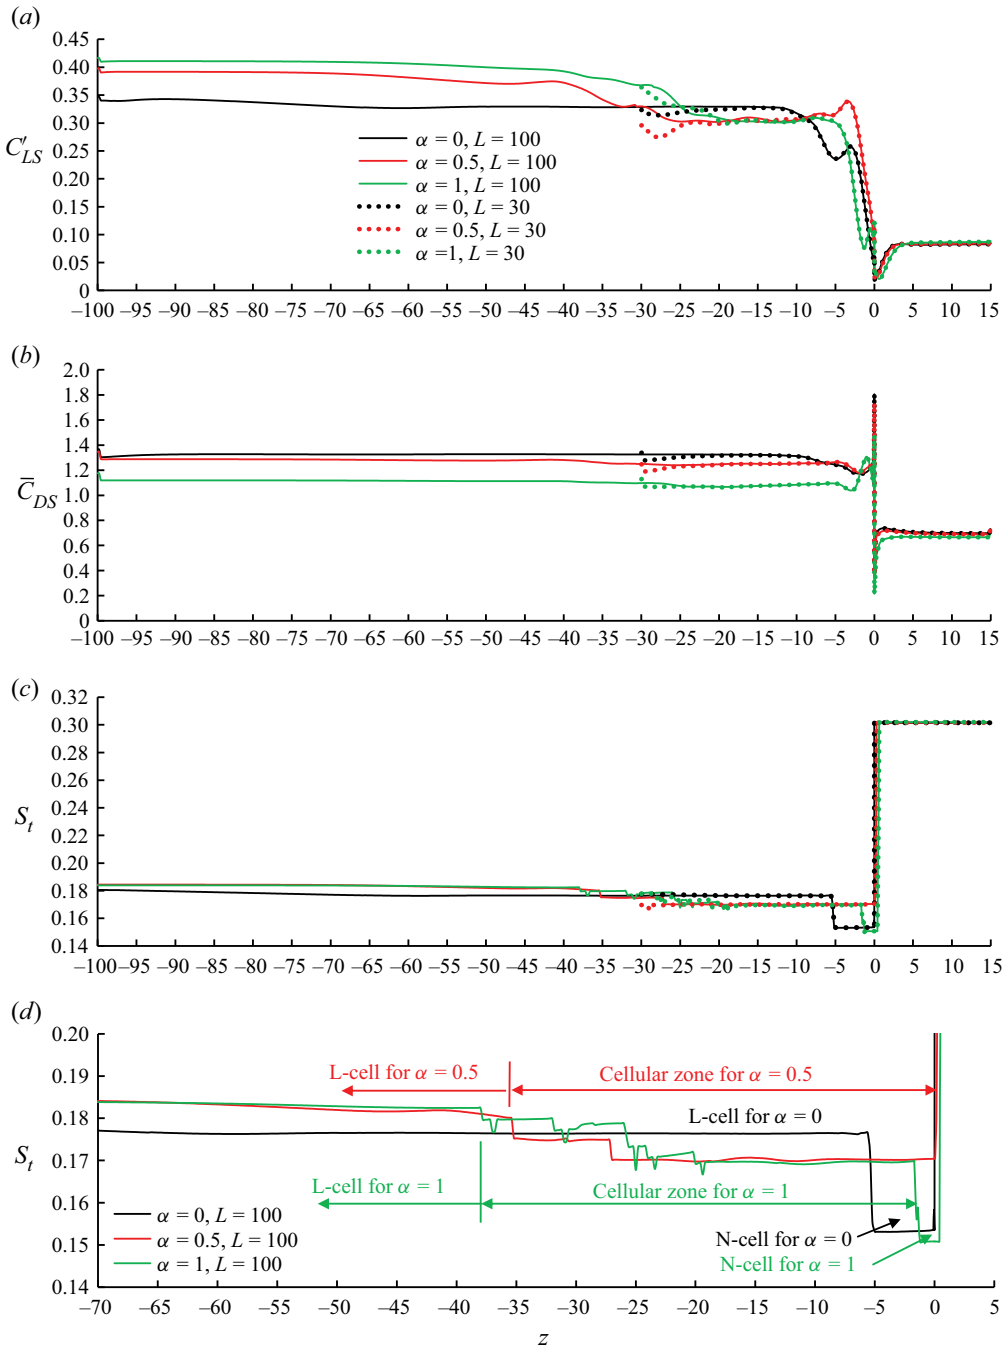 (a)
0.45
0.40
0.35
0.30
0.25
0.20
0.15
0.10
0.05
0
C′LS
α = 0, L = 100
α = 0.5, L = 100
α = 1, L = 100
α = 0, L = 30
α = 0.5, L = 30
α =1, L = 30
–100 –95 –90 –85 –80 –75 –70 –65 –60 –55 –50 –45 –40 –35 –30 –25 –20 –15 –10 –5 0 5 10 15
(b)
2.0
1.8
1.6
1.4
1.2
1.0
0.8
0.6
0.4
0.2
0
C̄DS
–100 –95 –90 –85 –80 –75 –70 –65 –60 –55 –50 –45 –40 –35 –30 –25 –20 –15 –10 –5 0 5 10 15
(c)
0.32
0.30
0.28
0.26
0.24
0.22
0.20
0.18
0.16
0.14
St
–100 –95 –90 –85 –80 –75 –70 –65 –60 –55 –50 –45 –40 –35 –30 –25 –20 –15 –10 –5 0 5 10 15
(d)
0.20
0.19
0.18
0.17
0.16
0.15
0.14
St
L-cell for α = 0.5
Cellular zone for α = 0.5
L-cell for α = 0
L-cell for α = 1
Cellular zone for α = 1
α = 0, L = 100
α = 0.5, L = 100
α = 1, L = 100
N-cell for α = 0
N-cell for α = 1
–70 –65 –60 –55 –50 –45 –40 –35 –30 –25 –20 –15 –10 –5 0 5
z